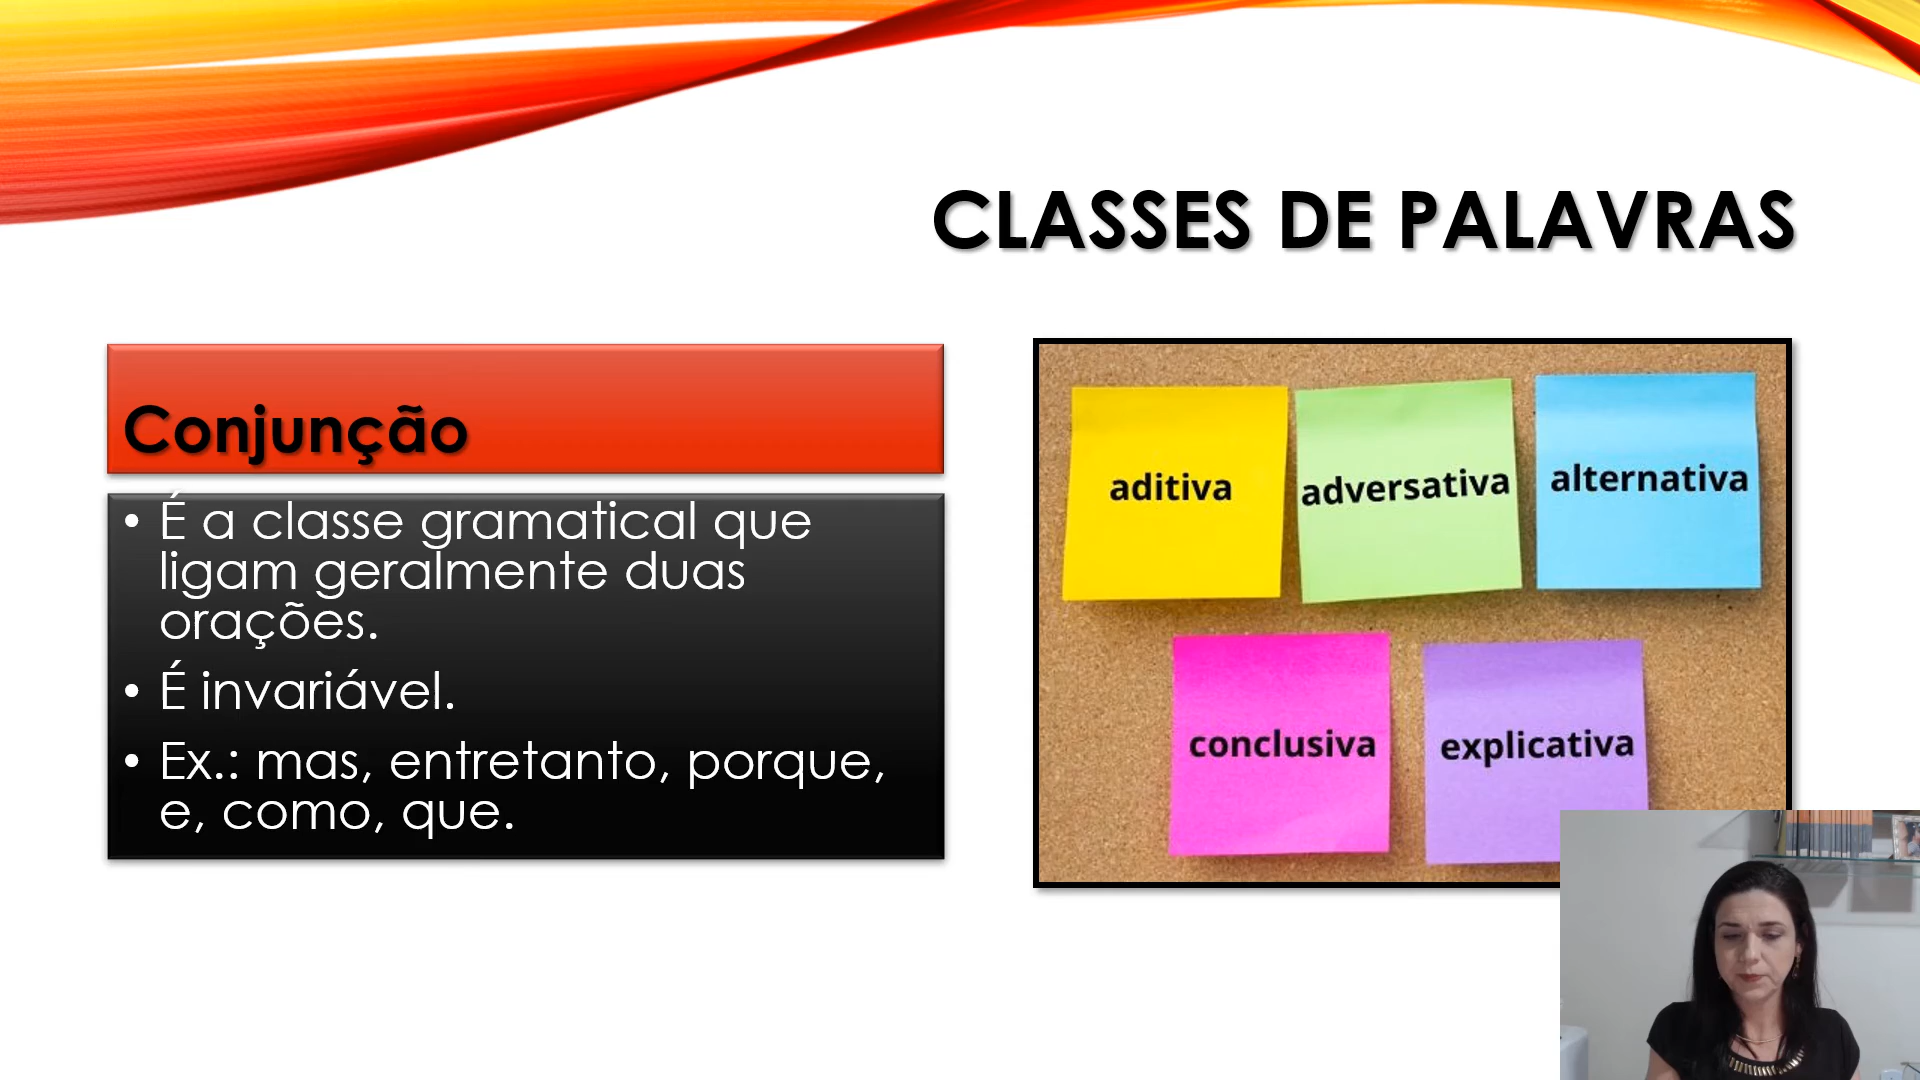 CLASSES DE PALAVRAS
Conjunção
• É a classe gramatical que
ligam geralmente duas
orações.
• É invariável.
• Ex.: mas, entretanto, porque,
e, como, que.
aditiva
adversativa
alternativa
conclusiva
explicativa